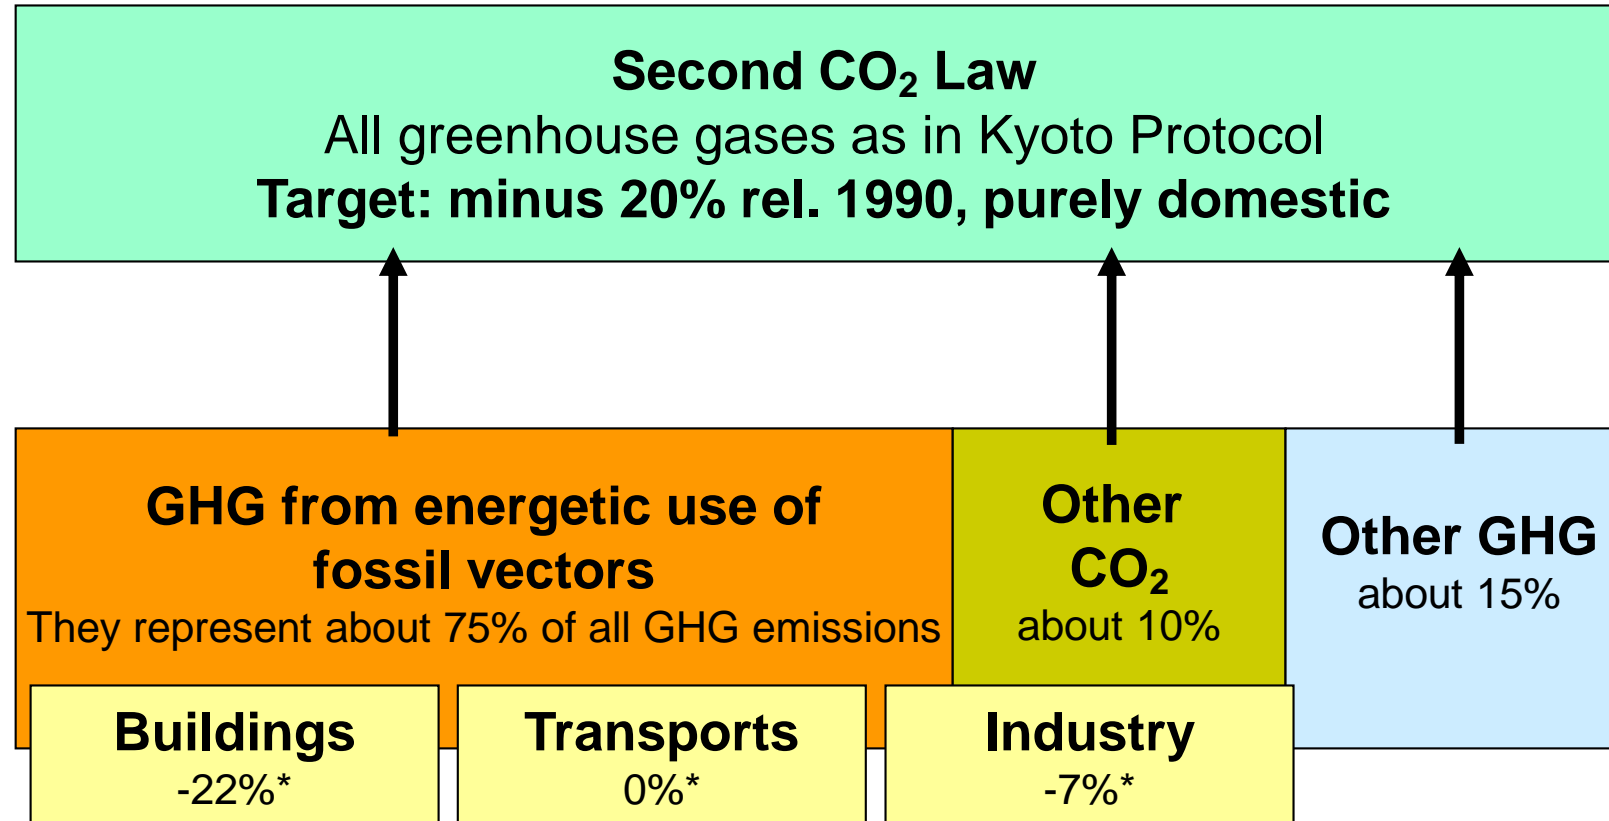 Second CO₂ Law
All greenhouse gases as in Kyoto Protocol
Target: minus 20% rel. 1990, purely domestic
GHG from energetic use of
fossil vectors
They represent about 75% of all GHG emissions
Other
CO₂
about 10%
Other GHG
about 15%
Buildings
-22%*
Transports
0%*
Industry
-7%*